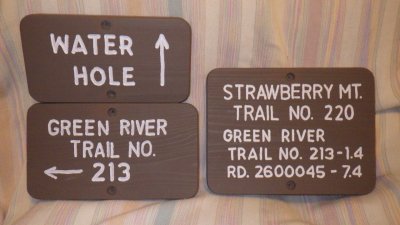 WATER
HOLE
GREEN RIVER
TRAIL NO.
213
STRAWBERRY MT.
TRAIL NO. 220
GREEN RIVER
TRAIL NO. 213-1.4
RD. 2600045 - 7.4